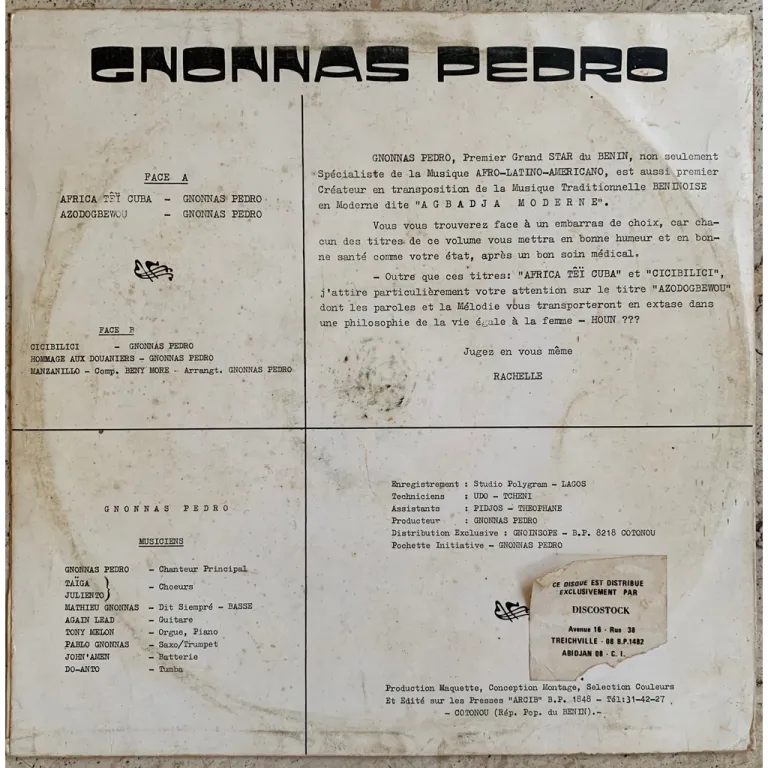 GNONNAS PEDRO
FACE A
AFRICA TËÏ CUBA - GNONNAS PEDRO
AZODOGBEWOU - GNONNAS PEDRO
FACE B
CICIBILICI - GNONNAS PEDRO
HOMMAGE AUX DOUANIERS - GNONNAS PEDRO
MANZANILLO - Comp. BENY MORE - Arrangt. GNONNAS PEDRO
GNONNAS PEDRO, Premier Grand STAR du BENIN, non seulement
Spécialiste de la Musique AFRO-LATINO-AMERICANO, est aussi premier
Créateur en transposition de la Musique Traditionnelle BENINOISE
en Moderne dite "A G B A D J A M O D E R N E".
Vous vous trouverez face à un embarras de choix, car cha-
cun des titres de ce volume vous mettra en bonne humeur et en bon-
ne santé comme votre état, après un bon soin médical.
- Outre que ces titres: "AFRICA TËÏ CUBA" et "CICIBILICI",
j'attire particulièrement votre attention sur le titre "AZODOGBEWOU"
dont les paroles et la Mélodie vous transporteront en extase dans
une philosophie de la vie égale à la femme - HOUN ???
Jugez en vous même
RACHELLE
G N O N N A S P E D R O
MUSICIENS
GNONNAS PEDRO - Chanteur Principal
TAÏGA
JULIENTO } - Choeurs
MATHIEU GNONNAS - Dit Siempré - BASSE
AGAIN LEAD - Guitare
TONY MELON - Orgue, Piano
PABLO GNONNAS - Saxo/Trumpet
JOHN'AMEN - Batterie
DO-ANTO - Tumba
Enregistrement : Studio Polygram - LAGOS
Techniciens : UDO - TCHENI
Assistants : PIDJOS - THEOPHANE
Producteur : GNONNAS PEDRO
Distribution Exclusive : GNOINSOPE - B.P. 8218 COTONOU
Pochette Initiative - GNONNAS PEDRO
CE DISQUE EST DISTRIBUE
EXCLUSIVEMENT PAR
DISCOSTOCK
Avenue 16 - Rue 38
TREICHVILLE - 08 B.P.1482
ABIDJAN 08 - C.I.
Production Maquette, Conception Montage, Selection Couleurs
Et Edité sur les Presses "ARCIB" B.P. 1848 - Tél:31-42-27
- COTONOU (Rép. Pop. du BENIN).-